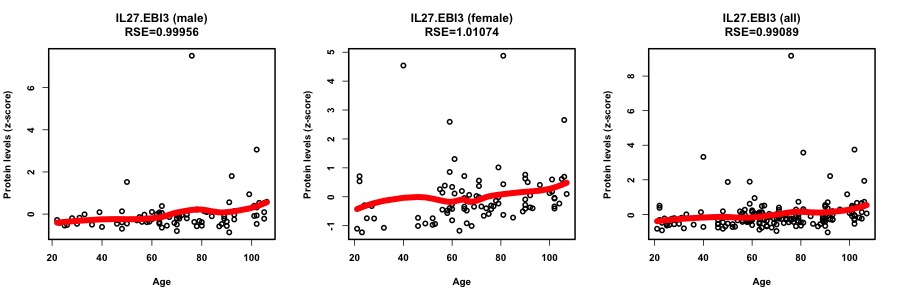 IL27.EBI3 (male)
RSE=0.99956
Protein levels (z-score)
6
4
2
0
20 40 60 80 100
Age
IL27.EBI3 (female)
RSE=1.01074
Protein levels (z-score)
5
4
3
2
1
0
-1
20 40 60 80 100
Age
IL27.EBI3 (all)
RSE=0.99089
Protein levels (z-score)
8
6
4
2
0
20 40 60 80 100
Age